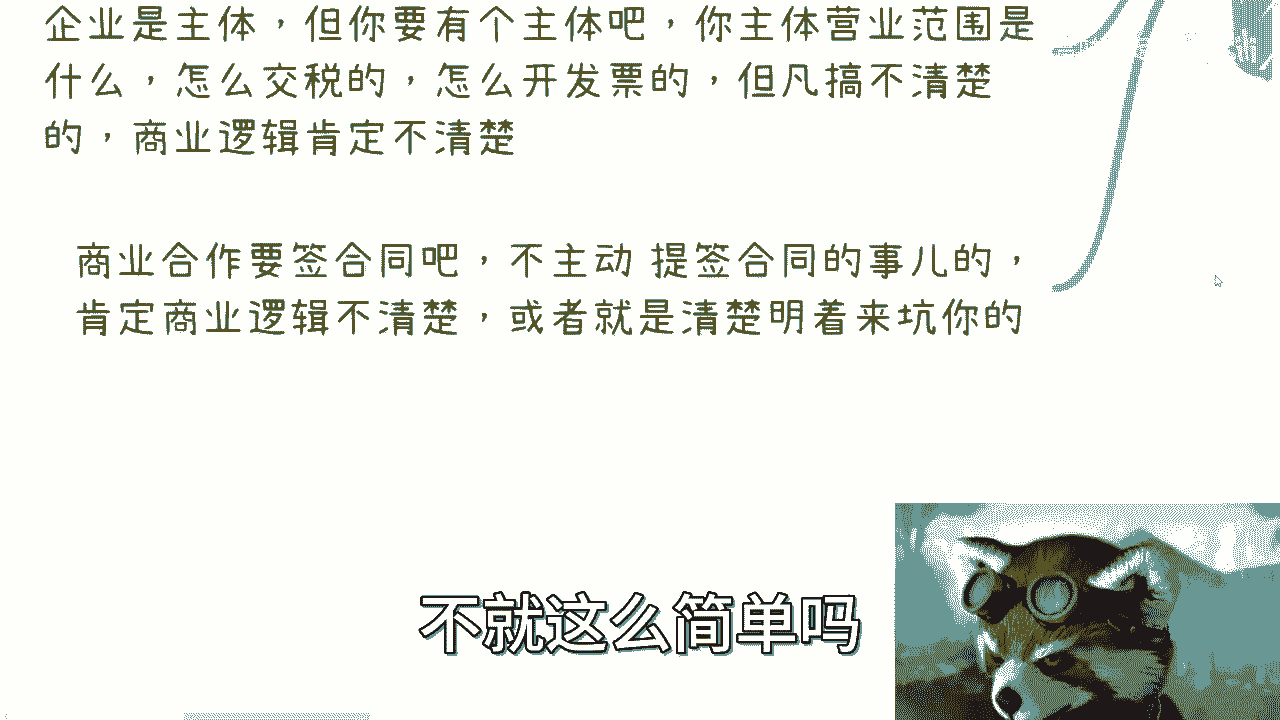 企业是主体，但你要有个主体吧，你主体营业范围是
什么，怎么交税的，怎么开发票的，但凡搞不清楚
的，商业逻辑肯定不清楚
商业合作要签合同吧，不主动 提签合同的事儿的，
肯定商业逻辑不清楚，或者就是清楚明着来坑你的
不就这么简单吗